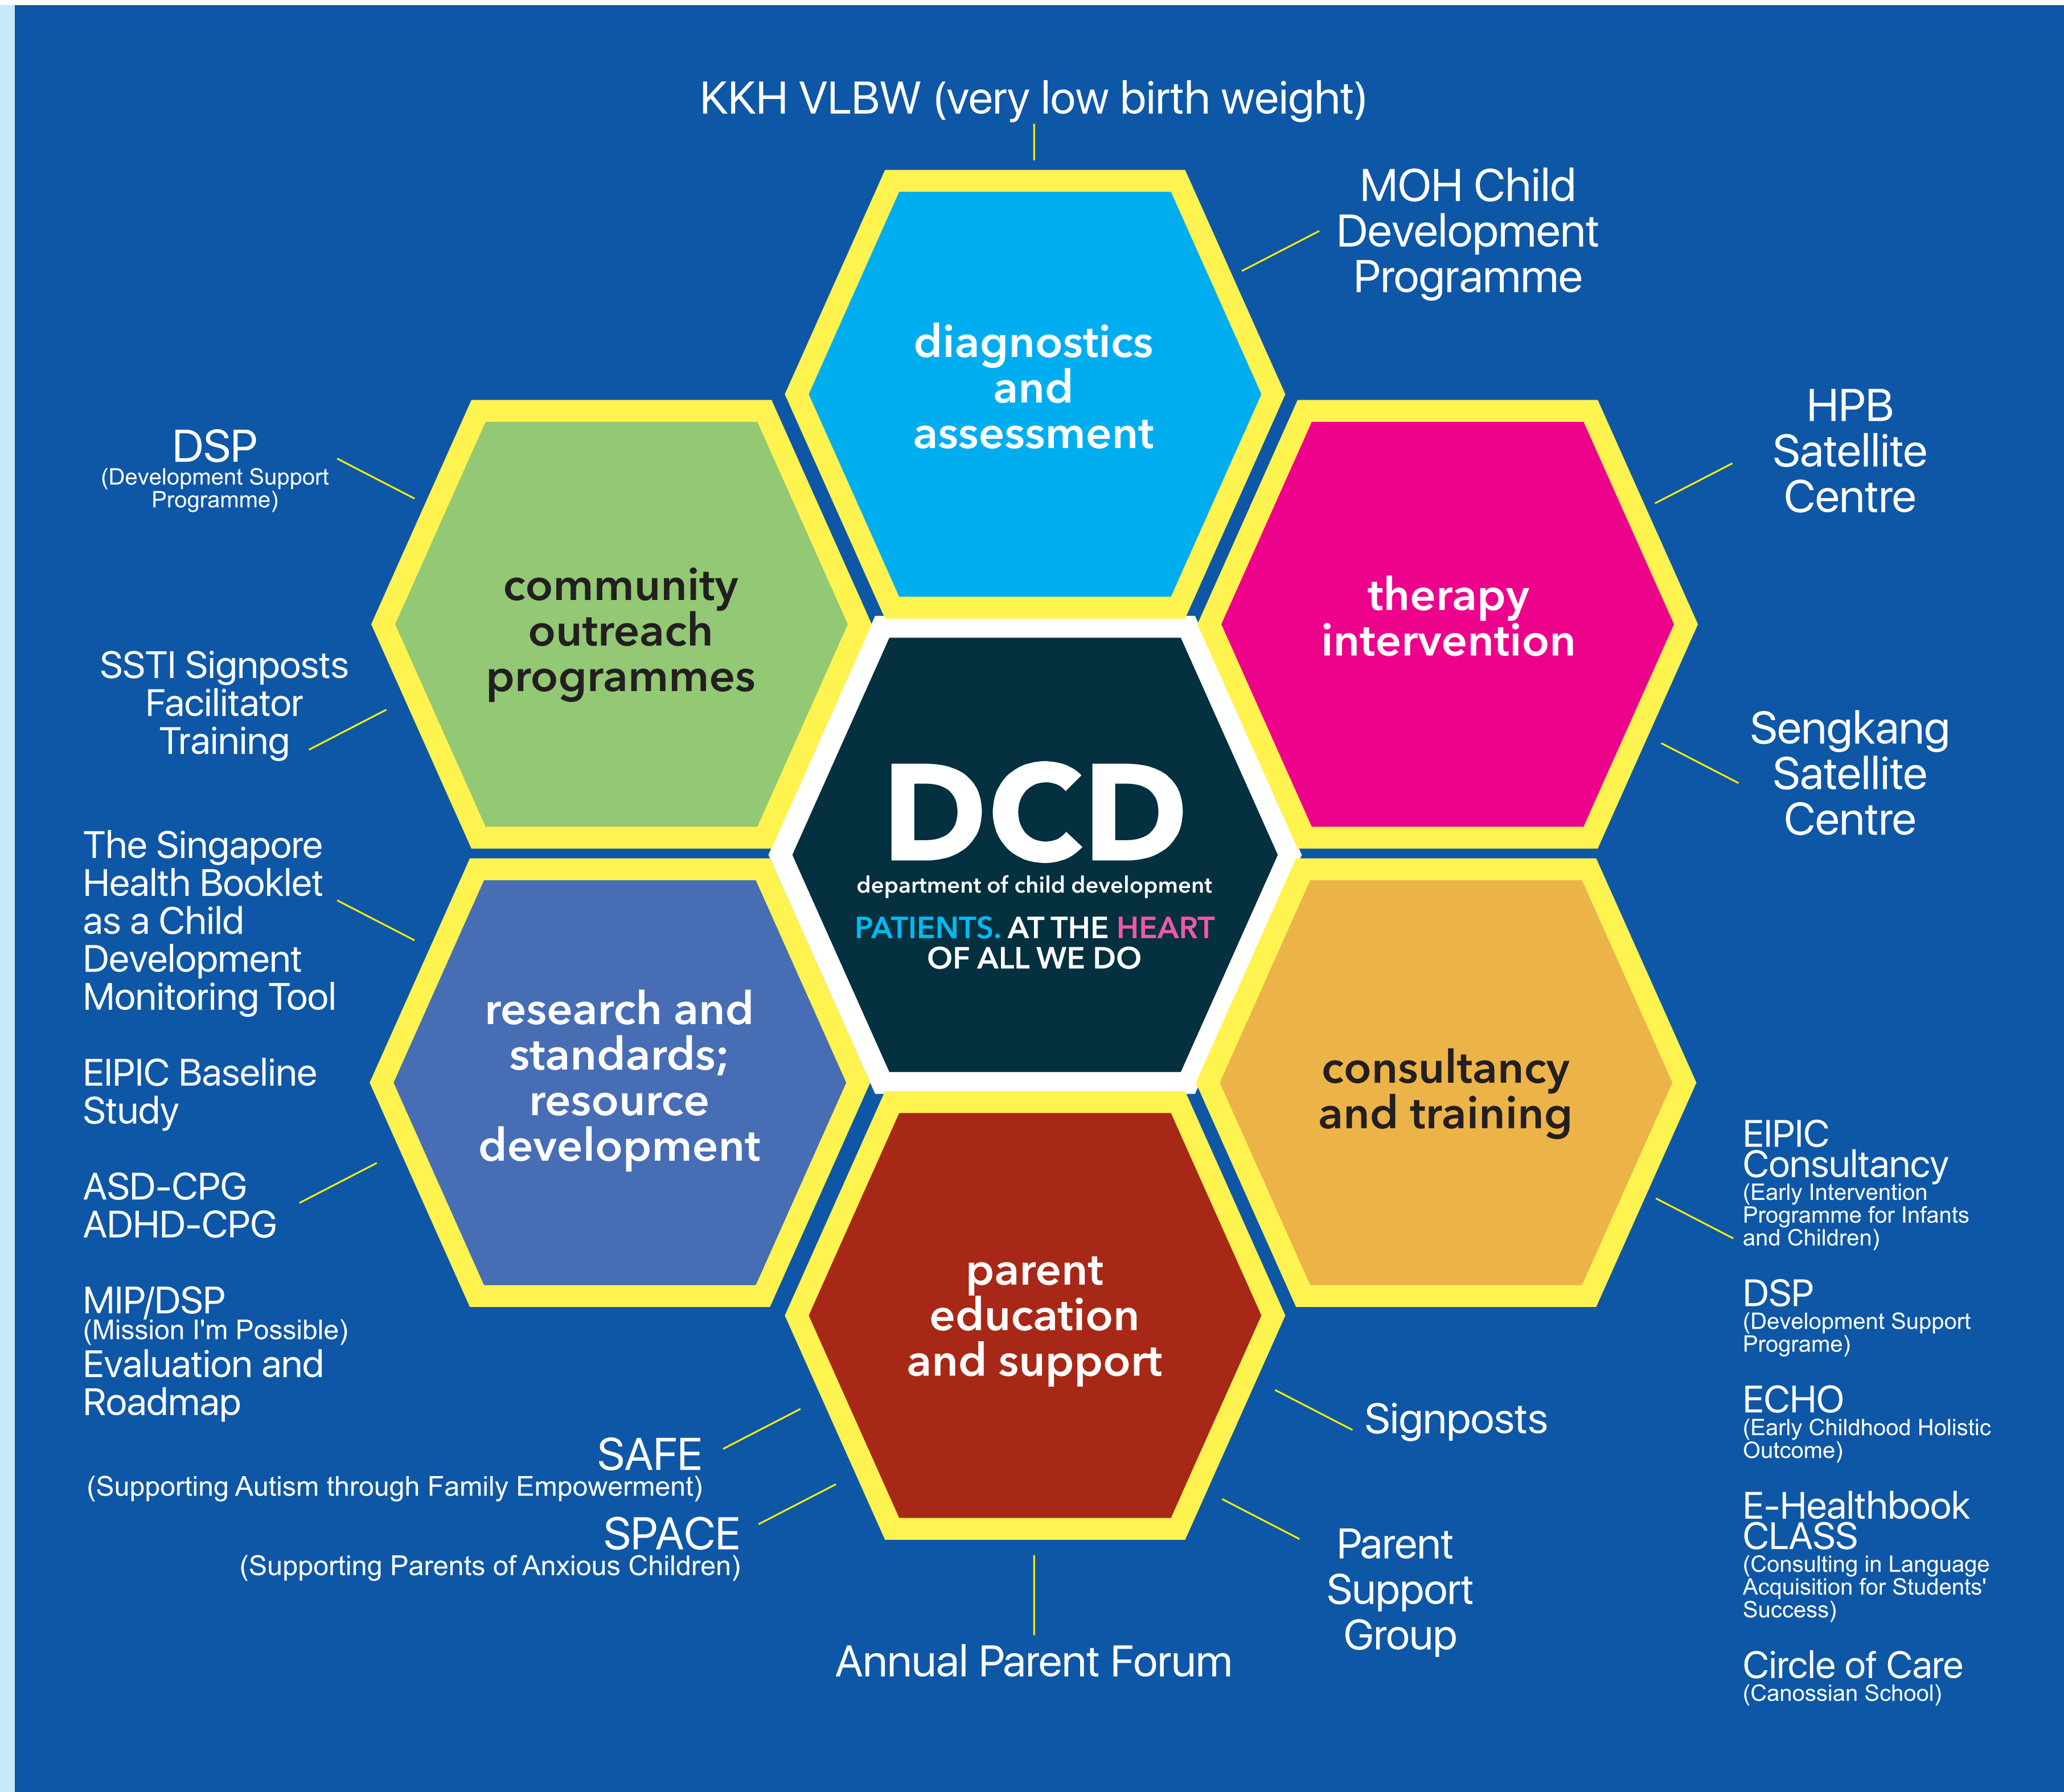 KKH VLBW (very low birth weight)
MOH Child
Development
Programme
diagnostics
and
assessment
HPB
Satellite
Centre
therapy
intervention
Sengkang
Satellite
Centre
DSP
(Development Support
Programme)
community
outreach
programmes
SSTI Signposts
Facilitator
Training
DCD
department of child development
PATIENTS. AT THE HEART
OF ALL WE DO
The Singapore
Health Booklet
as a Child
Development
Monitoring Tool
EIPIC Baseline
Study
ASD-CPG
ADHD-CPG
MIP/DSP
(Mission I'm Possible)
Evaluation and
Roadmap
research and
standards;
resource
development
consultancy
and training
EIPIC
Consultancy
(Early Intervention
Programme for Infants
and Children)
DSP
(Development Support
Programe)
ECHO
(Early Childhood Holistic
Outcome)
E-Healthbook
CLASS
(Consulting in Language
Acquisition for Students'
Success)
Circle of Care
(Canossian School)
parent
education
and support
SAFE
(Supporting Autism through Family Empowerment)
SPACE
(Supporting Parents of Anxious Children)
Annual Parent Forum
Signposts
Parent
Support
Group